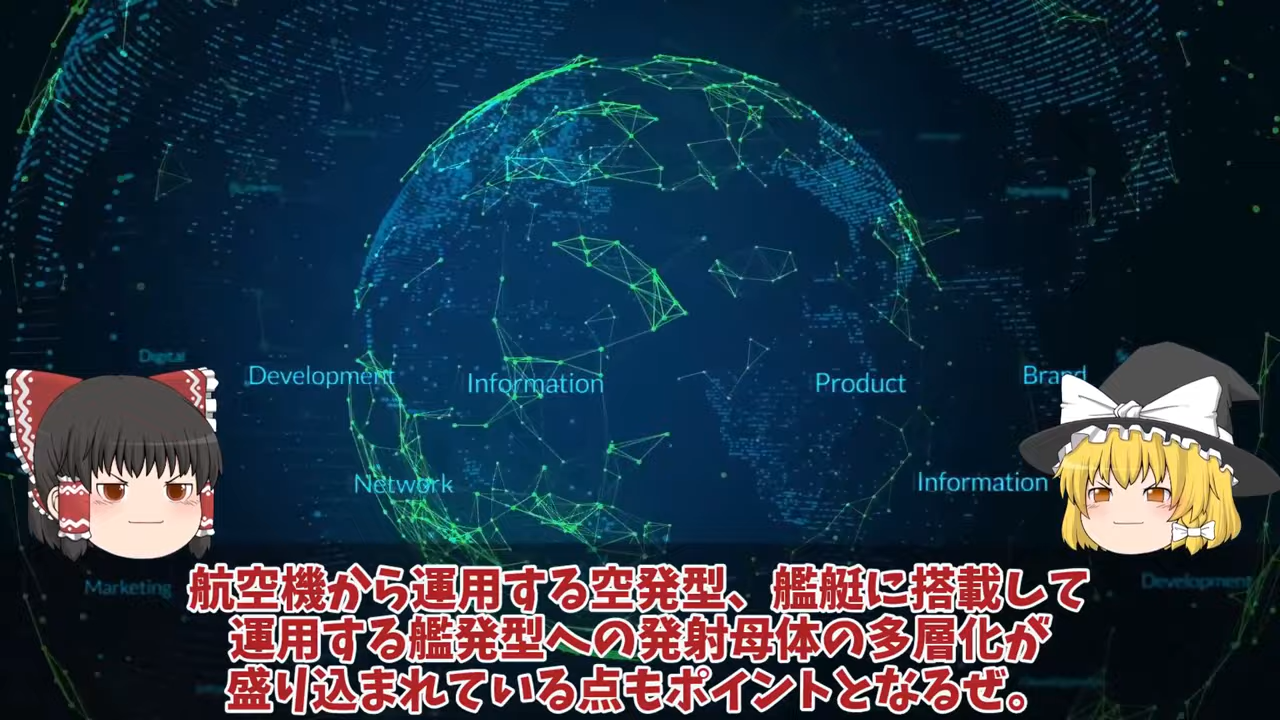 Digital
Development
Information
Product
Brand
Network
Information
Marketing
Development
航空機から運用する空発型、艦艇に搭載して
運用する艦発型への発射母体の多層化が
盛り込まれている点もポイントとなるぜ。